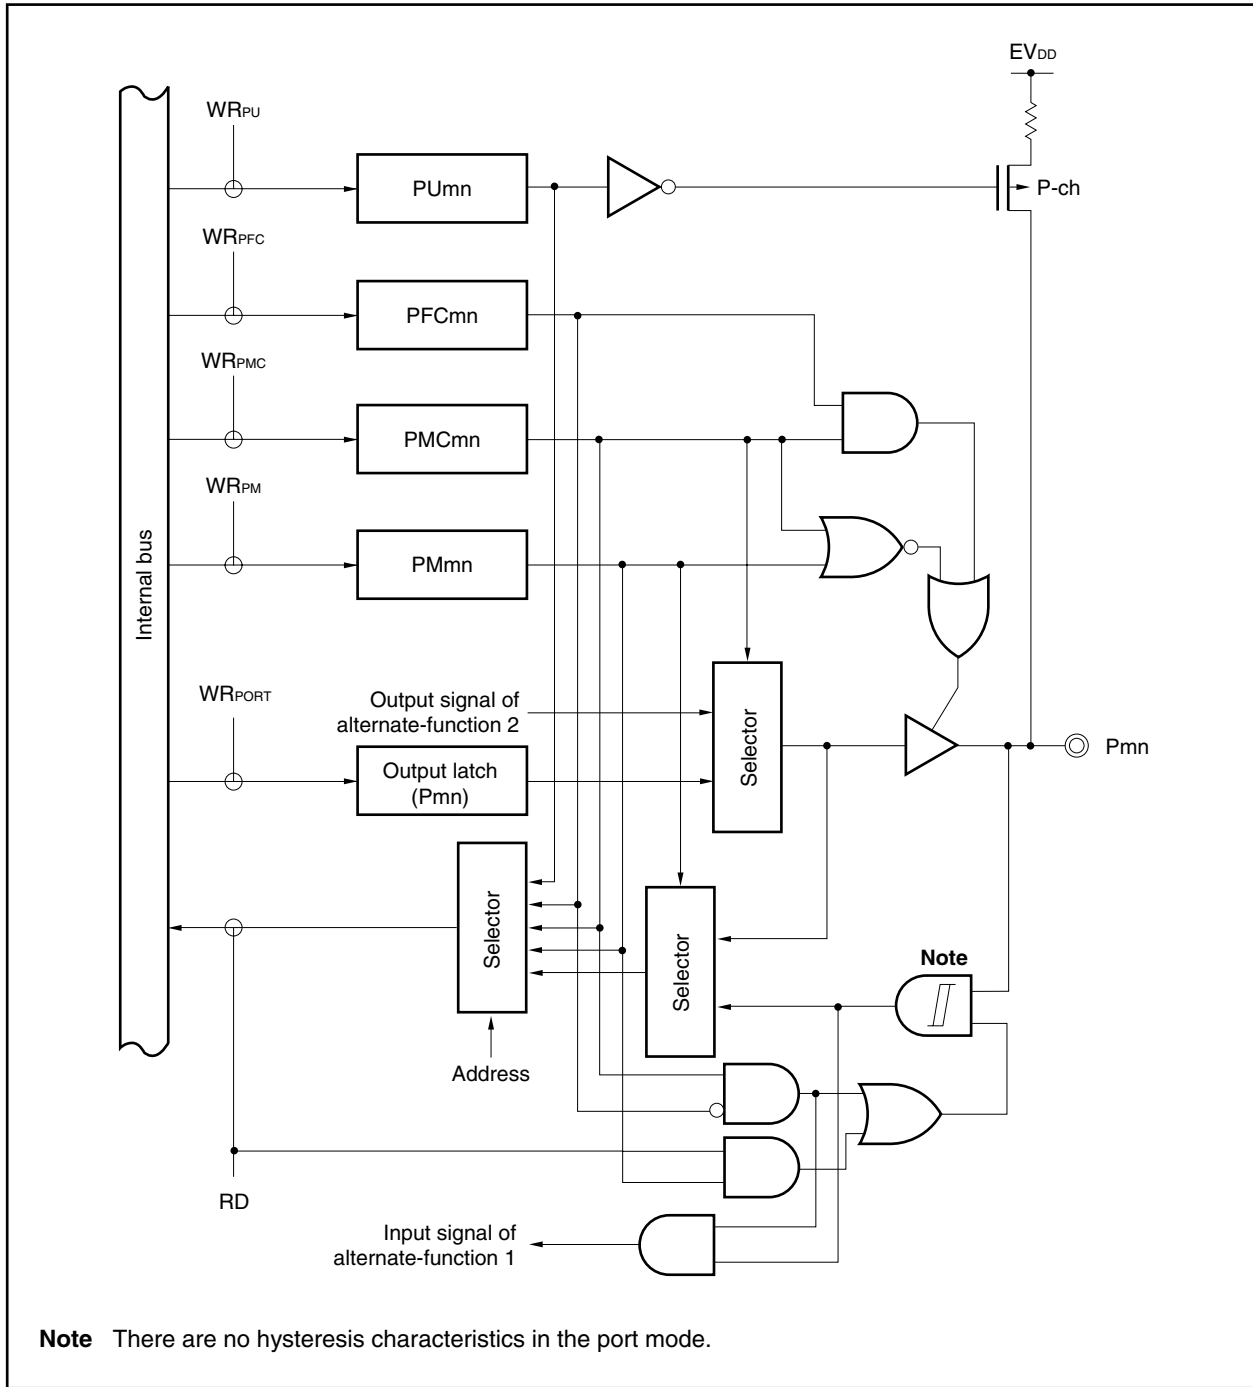 EVDD
WRPU
PUmn
P-ch
WRPFC
PFCmn
WRPMC
PMCmn
WRPM
PMmn
Internal bus
WRPORT
Output signal of
alternate-function 2
Selector
Pmn
Output latch
(Pmn)
Selector
Selector
Note
Address
RD
Input signal of
alternate-function 1
Note There are no hysteresis characteristics in the port mode.